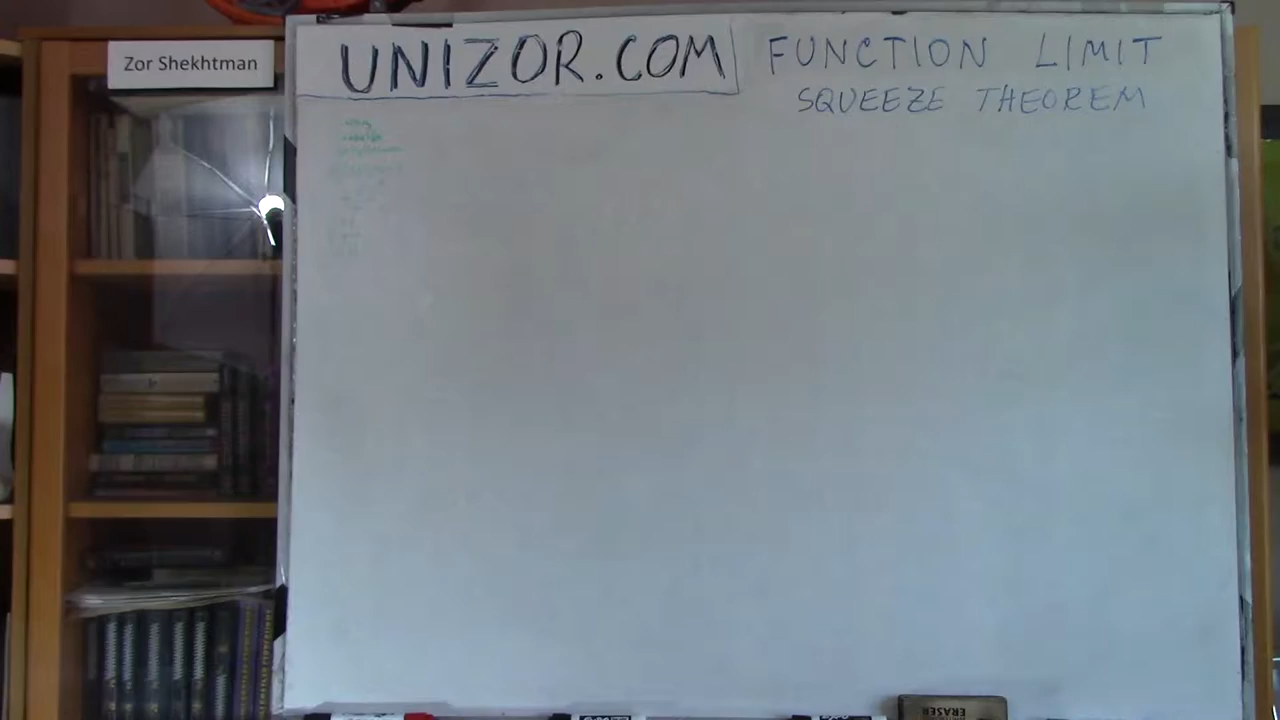 Zor Shekhtman
UNIZOR.COM
FUNCTION LIMIT
SQUEEZE THEOREM
ERASER